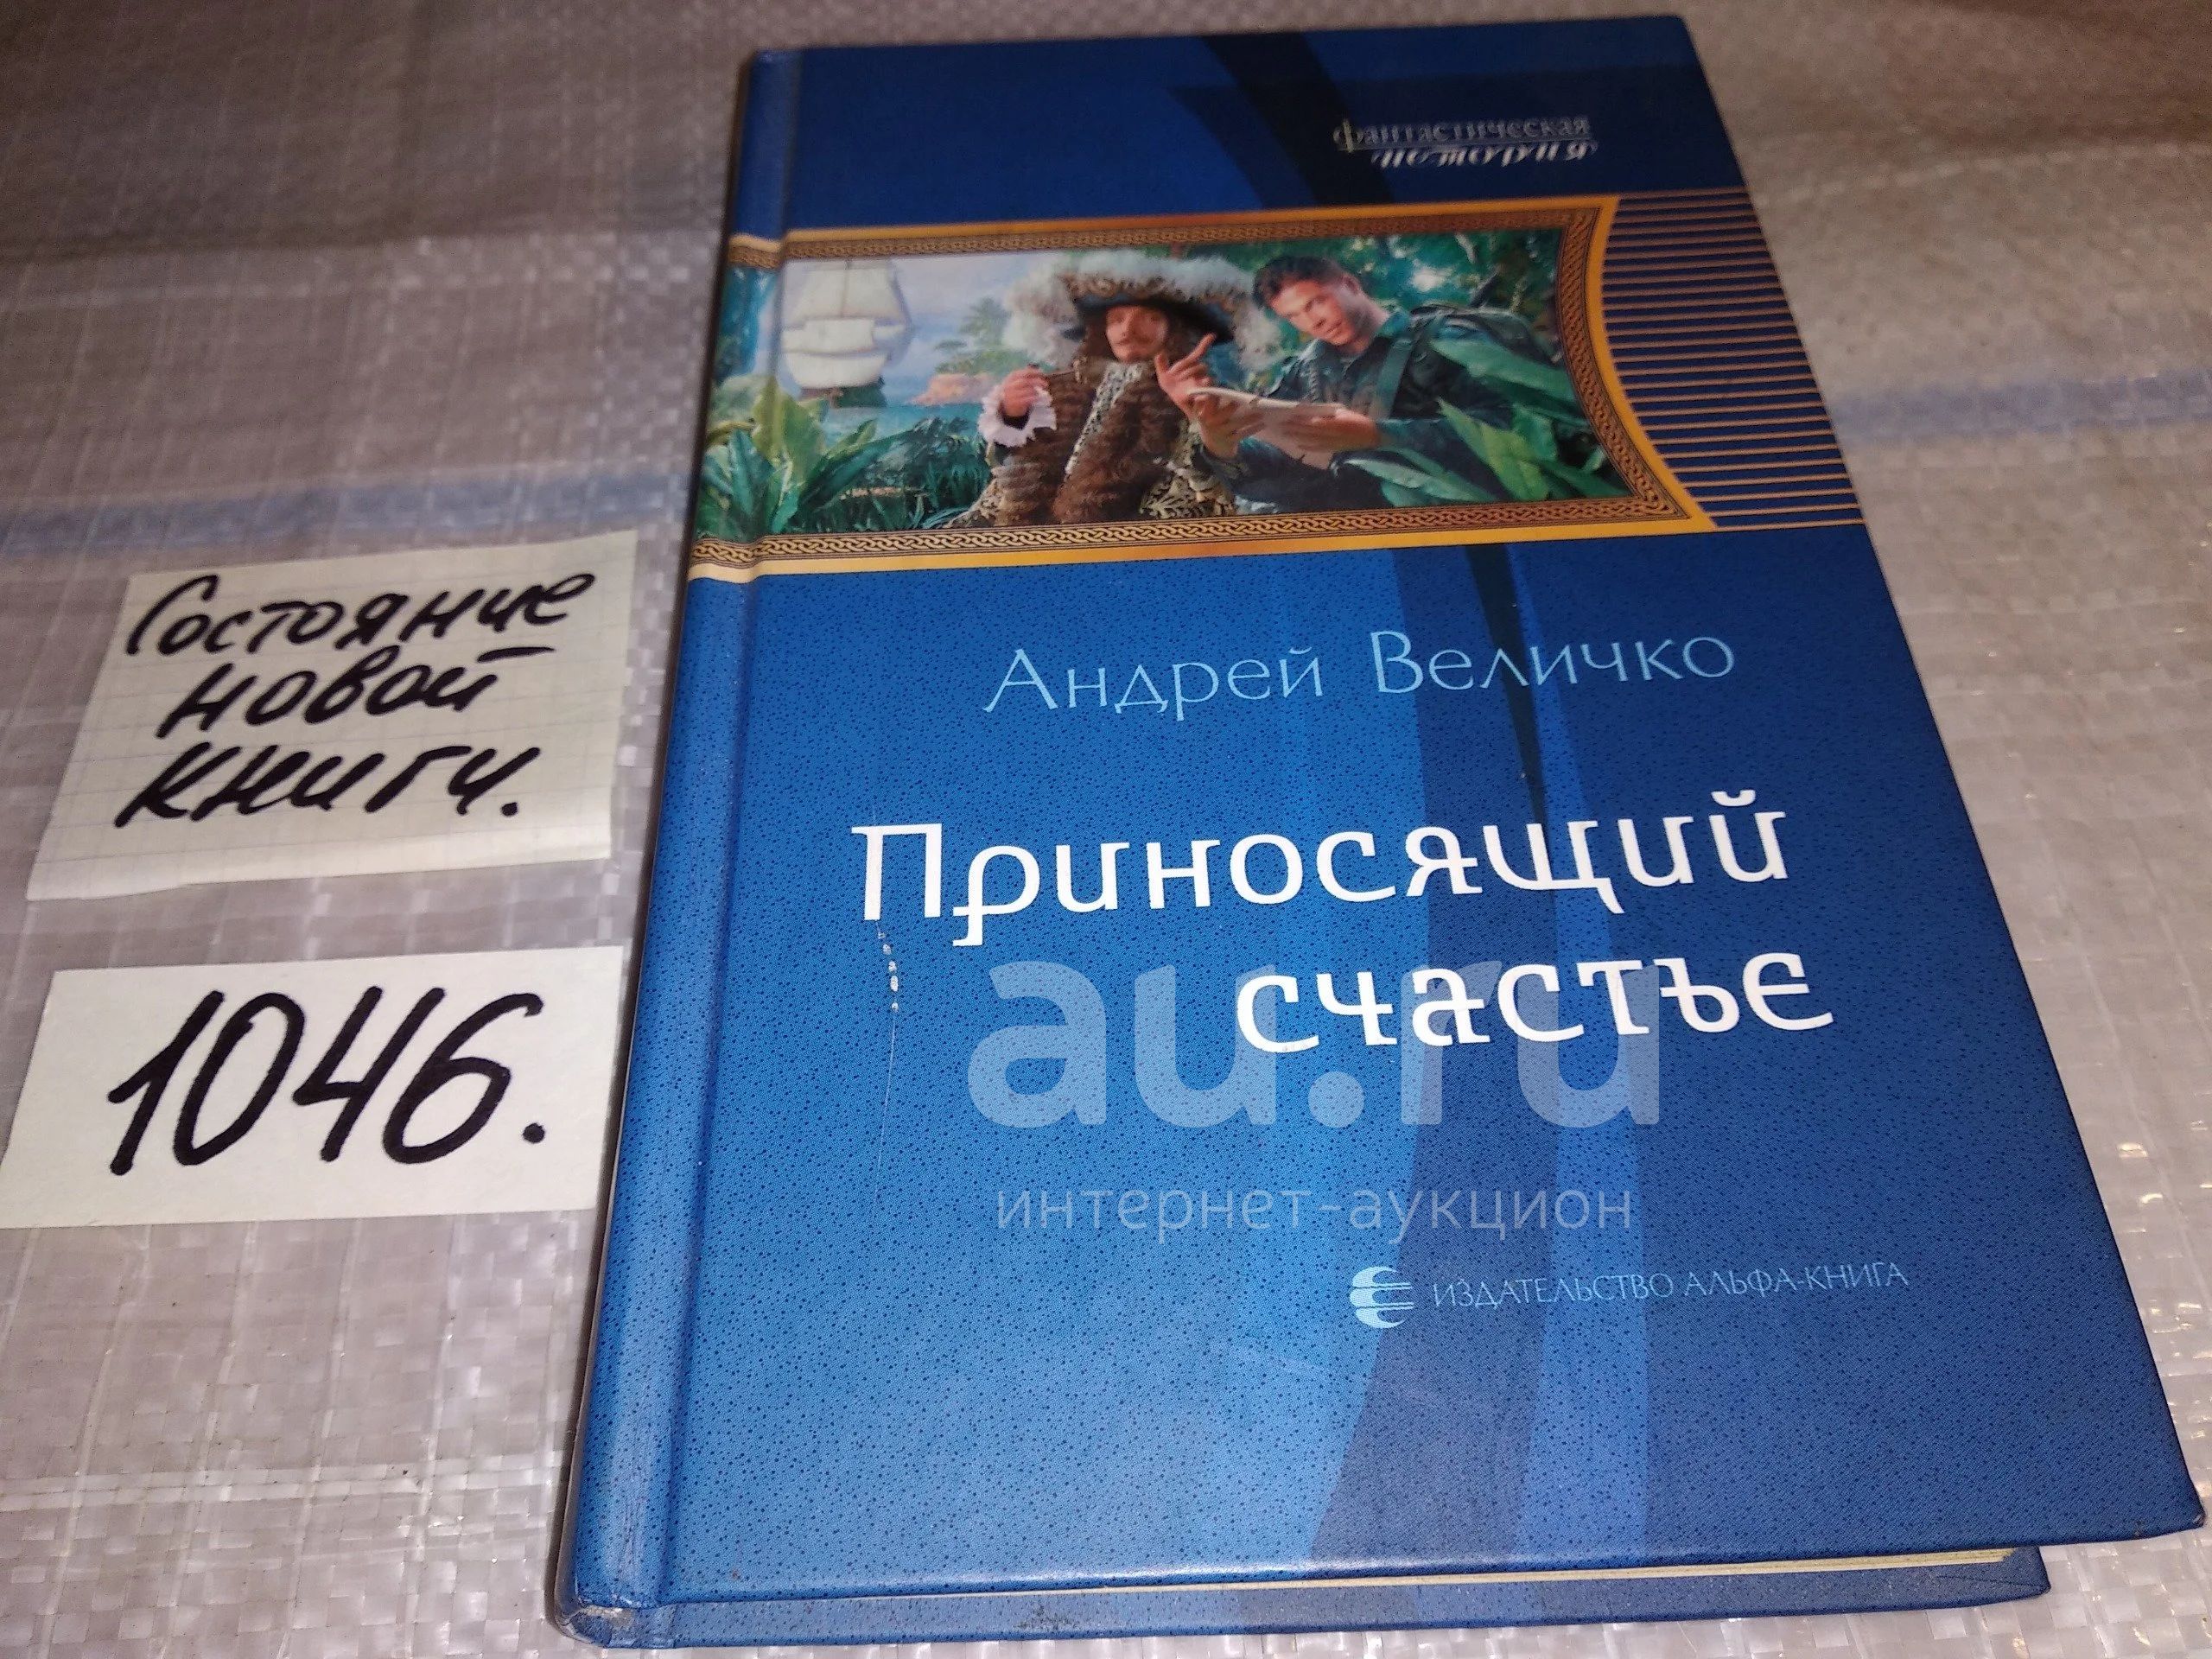 фантастическая
история
Андрей Величко
Приносящий
счастье
au.ru
интернет-аукцион
ИЗДАТЕЛЬСТВО АЛЬФА-КНИГА
Состояние
новой
книги.
1046.